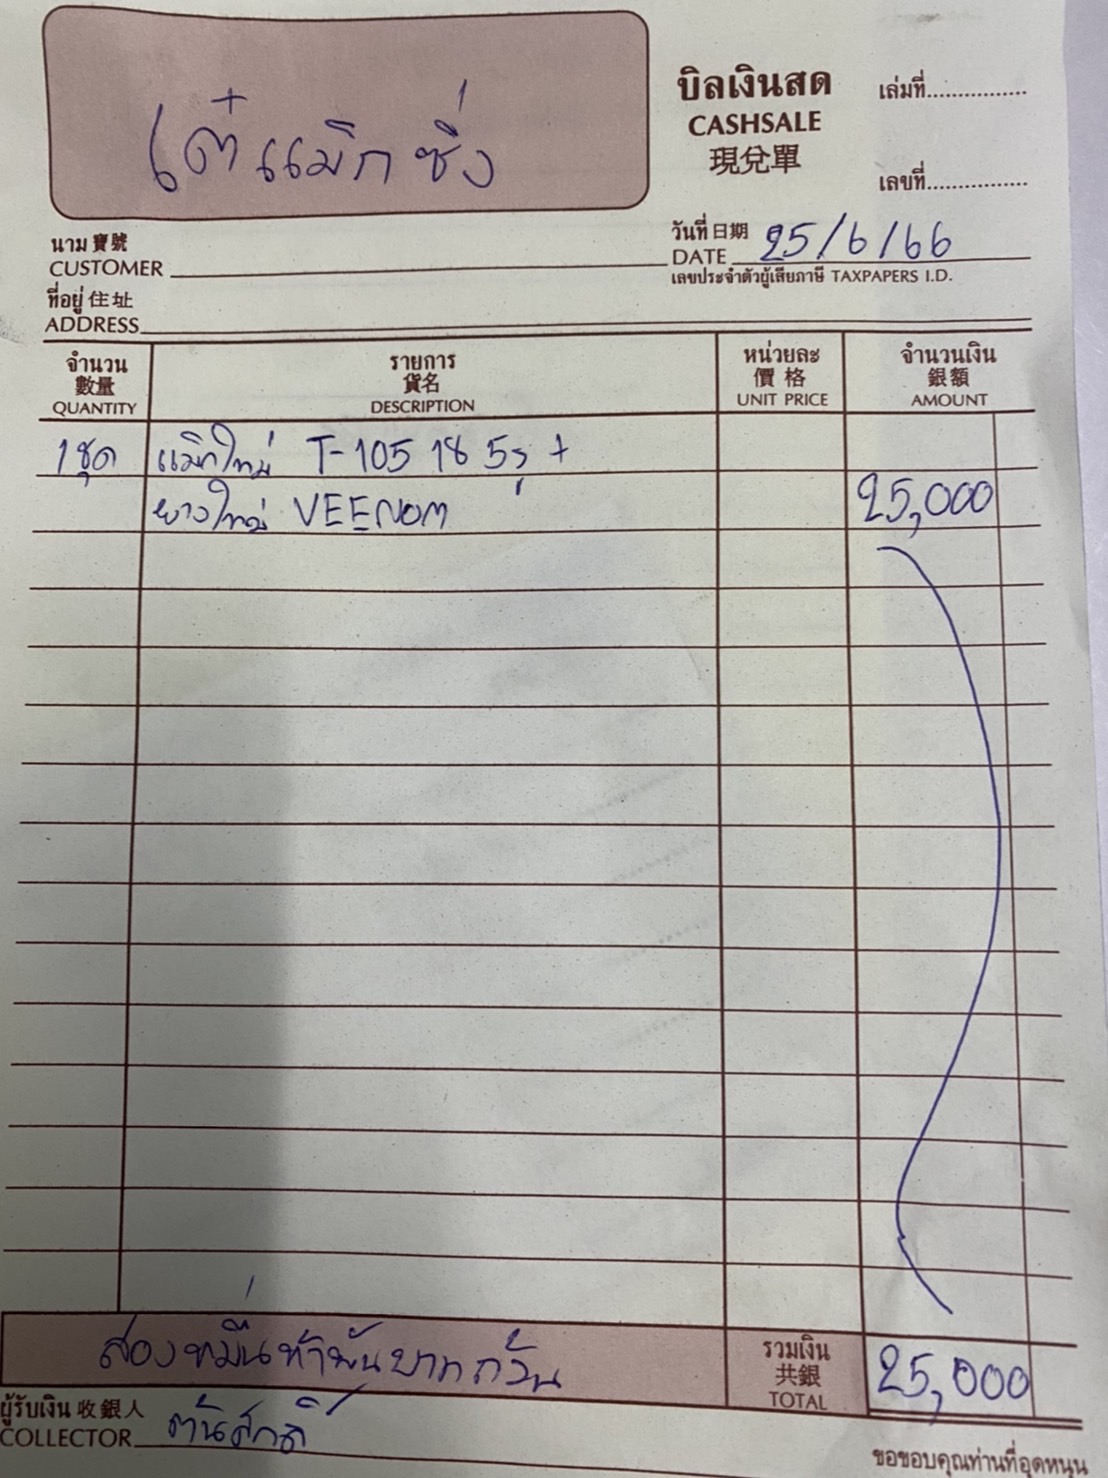 เต๋าแม็กซิ่ง
บิลเงินสด
CASHSALE
現兌單
เล่มที่
เลขที่
นาม 寶號
CUSTOMER
วันที่ 日期
DATE 25/6/66
เลขประจำตัวผู้เสียภาษี TAXPAPERS I.D.
ที่อยู่ 住址
ADDRESS
จำนวน 數量 QUANTITY
รายการ 貨名 DESCRIPTION
หน่วยละ 價格 UNIT PRICE
จำนวนเงิน 銀額 AMOUNT
1 ชุด แม็กใหม่ T-105 18 5รู +
ยางใหม่ VEENOM 25,000
สองหมื่นห้าพันบาทถ้วน
รวมเงิน 共銀 TOTAL 25,000
ผู้รับเงิน 收銀人
COLLECTOR
ขอขอบคุณท่านที่อุดหนุน